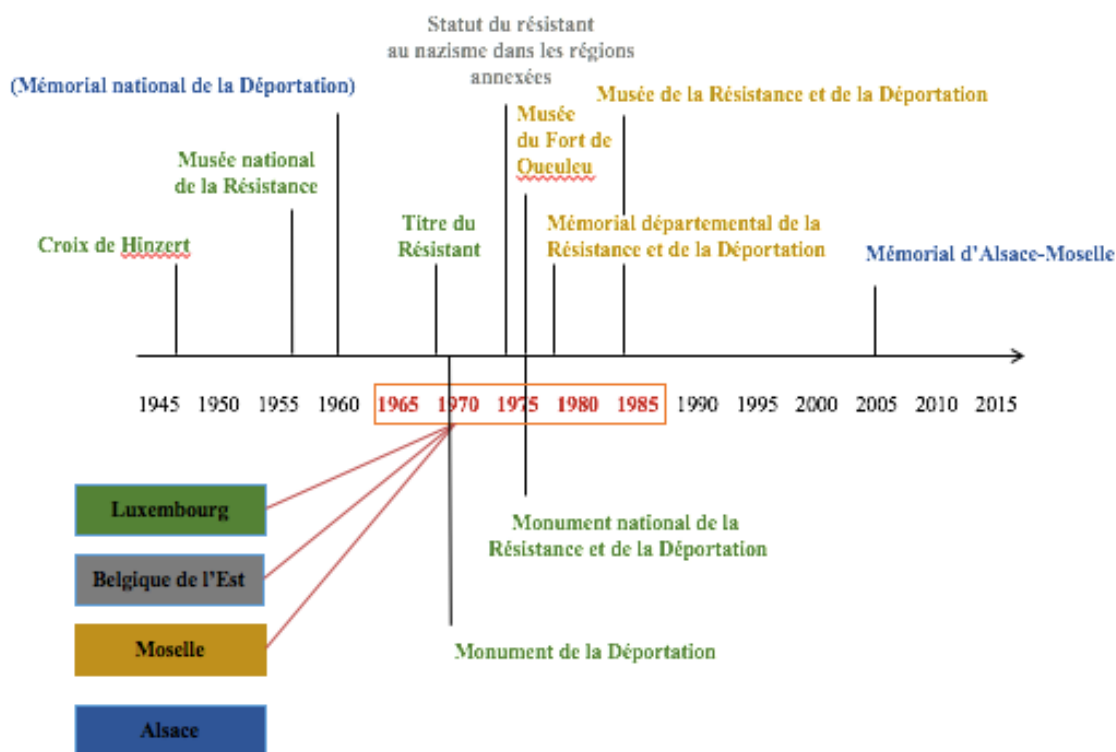 Statut du résistant
au nazisme dans les régions
annexées
(Mémorial national de la Déportation)
Musée de la Résistance et de la Déportation
Musée
du Fort de
Queuleu
Musée national
de la Résistance
Titre du
Résistant
Mémorial départemental de la
Résistance et de la Déportation
Croix de Hinzert
Mémorial d'Alsace-Moselle
1945 1950 1955 1960 1965 1970 1975 1980 1985 1990 1995 2000 2005 2010 2015
Luxembourg
Monument national de la
Résistance et de la Déportation
Belgique de l'Est
Moselle
Monument de la Déportation
Alsace